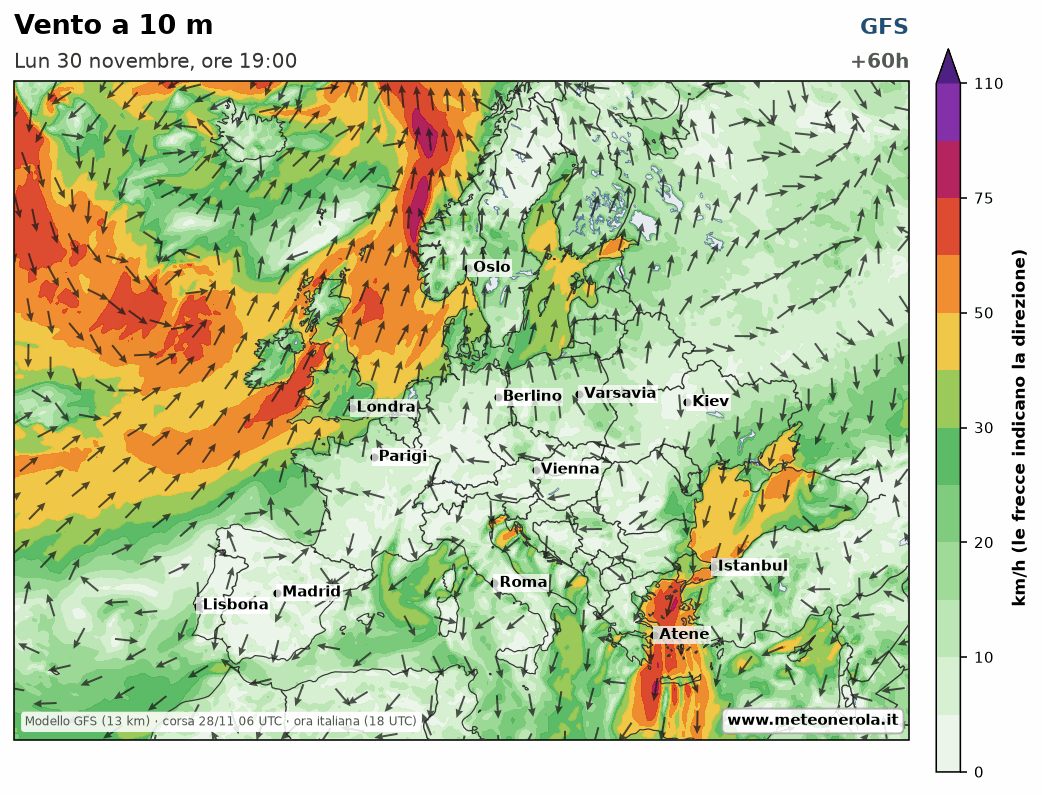 Vento a 10 m
GFS
Lun 30 novembre, ore 19:00
+60h
110
75
50
30
20
10
0
km/h (le frecce indicano la direzione)
Oslo
Londra
Berlino
Varsavia
Kiev
Parigi
Vienna
Istanbul
Roma
Madrid
Lisbona
Atene
Modello GFS (13 km) · corsa 28/11 06 UTC · ora italiana (18 UTC)
www.meteonerola.it